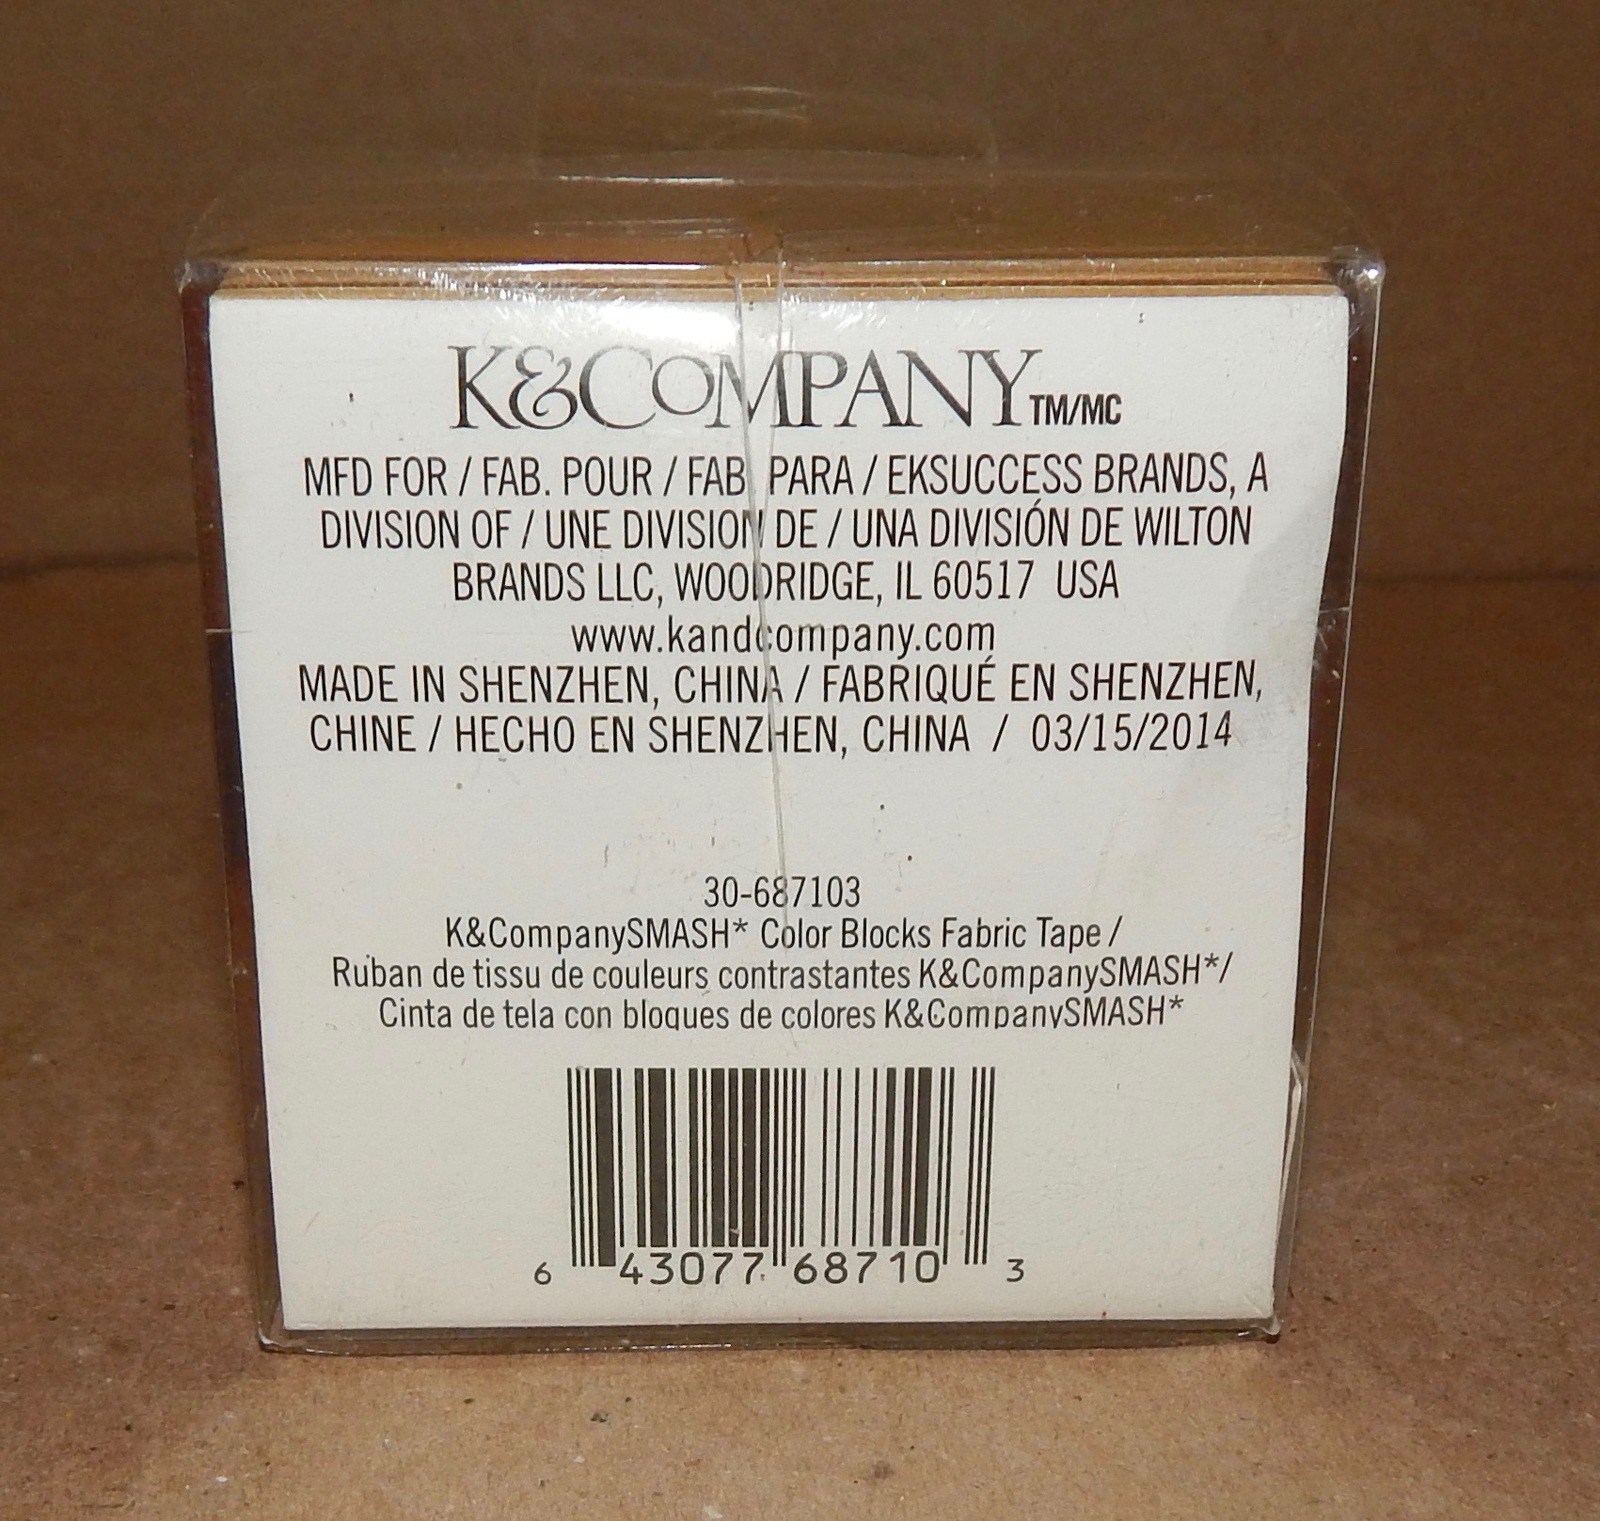 K&COMPANY TM/MC
MFD FOR / FAB. POUR / FAB. PARA / EKSUCCESS BRANDS, A
DIVISION OF / UNE DIVISION DE / UNA DIVISIÓN DE WILTON
BRANDS LLC, WOODRIDGE, IL 60517 USA
www.kandcompany.com
MADE IN SHENZHEN, CHINA / FABRIQUÉ EN SHENZHEN,
CHINE / HECHO EN SHENZHEN, CHINA / 03/15/2014
30-687103
K&CompanySMASH* Color Blocks Fabric Tape /
Ruban de tissu de couleurs contrastantes K&CompanySMASH*/
Cinta de tela con bloques de colores K&CompanySMASH*
6 43077 68710 3